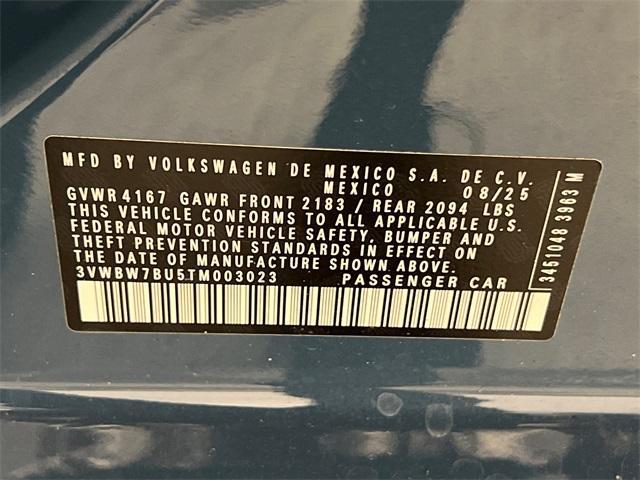 MFD BY VOLKSWAGEN DE MEXICO S.A. DE C.V.
MEXICO 08/25
GVWR 4167 GAWR FRONT 2183 / REAR 2094 LBS
THIS VEHICLE CONFORMS TO ALL APPLICABLE U.S.
FEDERAL MOTOR VEHICLE SAFETY, BUMPER AND
THEFT PREVENTION STANDARDS IN EFFECT ON
THE DATE OF MANUFACTURE SHOWN ABOVE.
3VWBW7BU5TM003023 PASSENGER CAR
3451048 3963 M